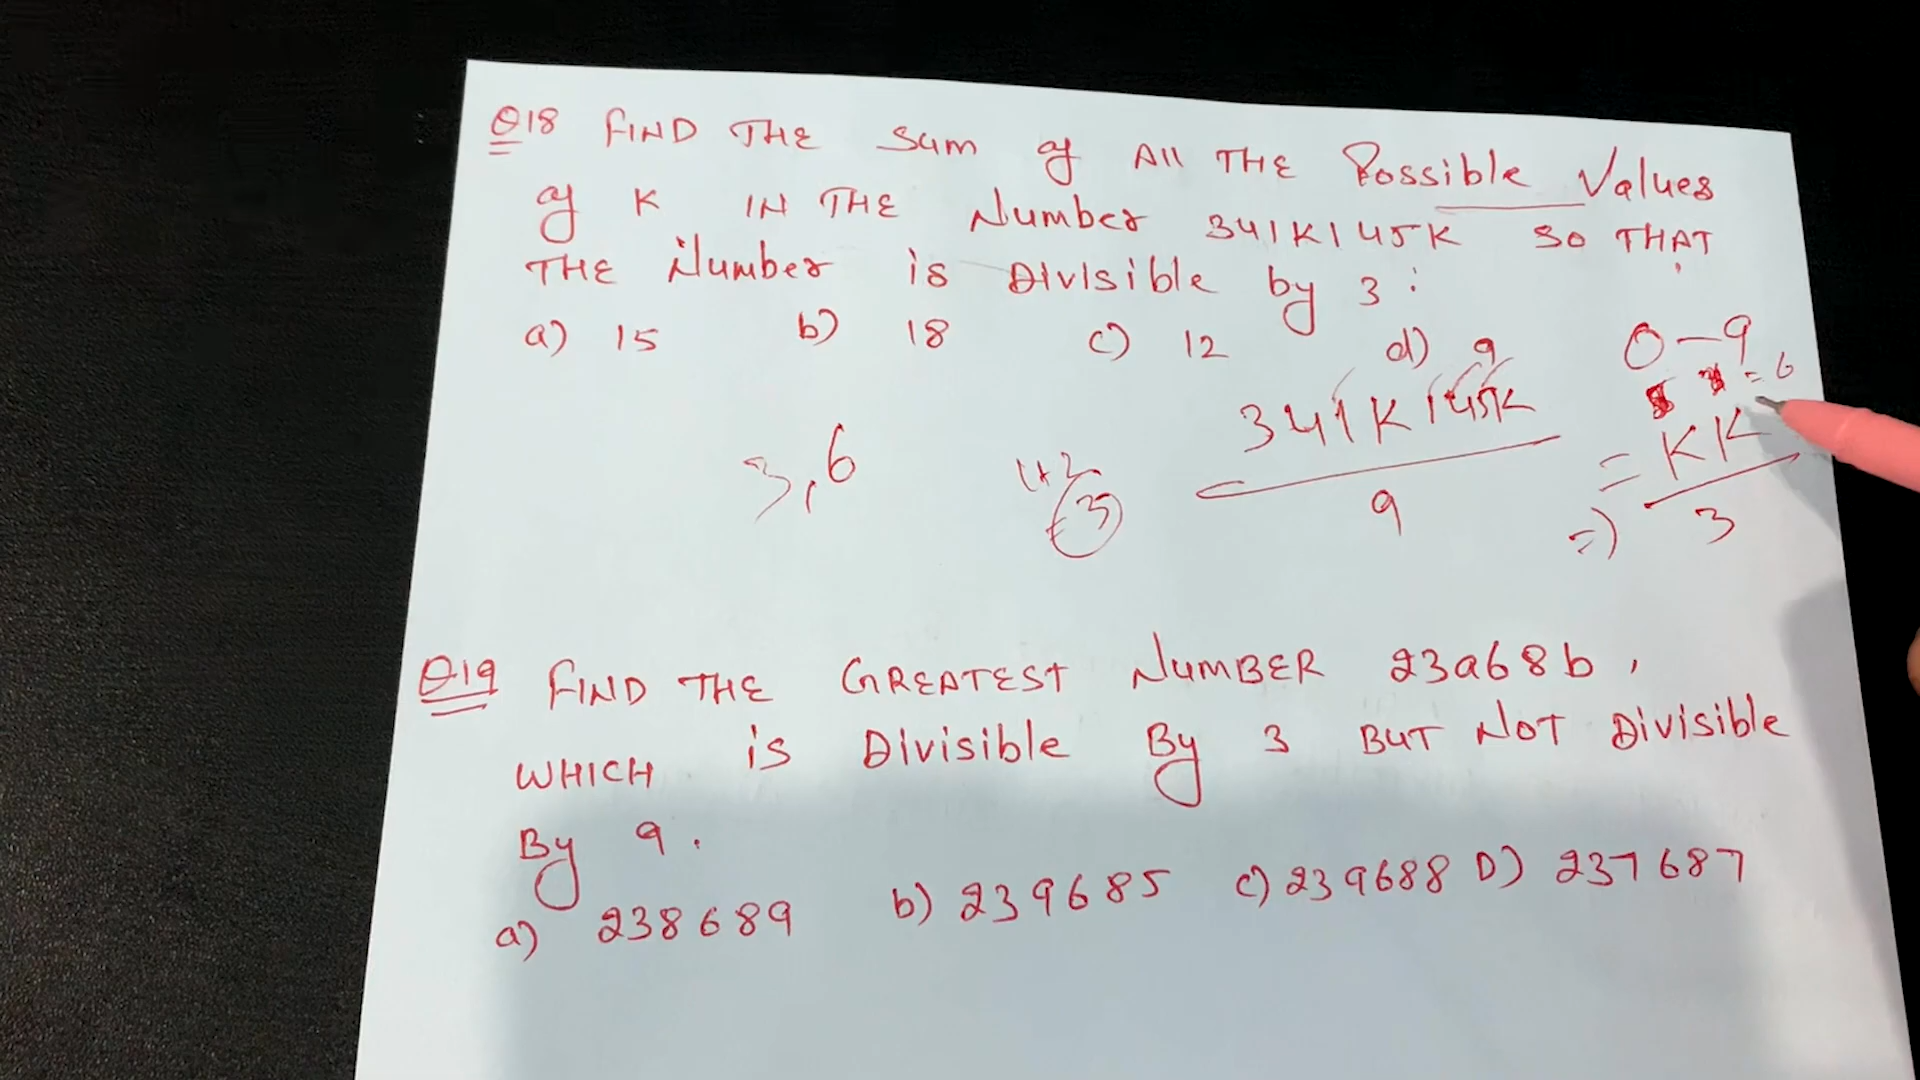 Q18 FIND THE Sum of All THE Possible Values
of K IN THE Number 341K145K SO THAT
THE Number is Divisible by 3 :
a) 15 b) 18 c) 12 d) 9
0-9
= 6
3,6 1+2 3 341K145K / 9 = KK / 3
=)
Q19 FIND THE GREATEST NUMBER 23a68b ,
WHICH is Divisible By 3 BUT NOT Divisible
By 9 .
a) 238689 b) 239685 c) 239688 D) 237687